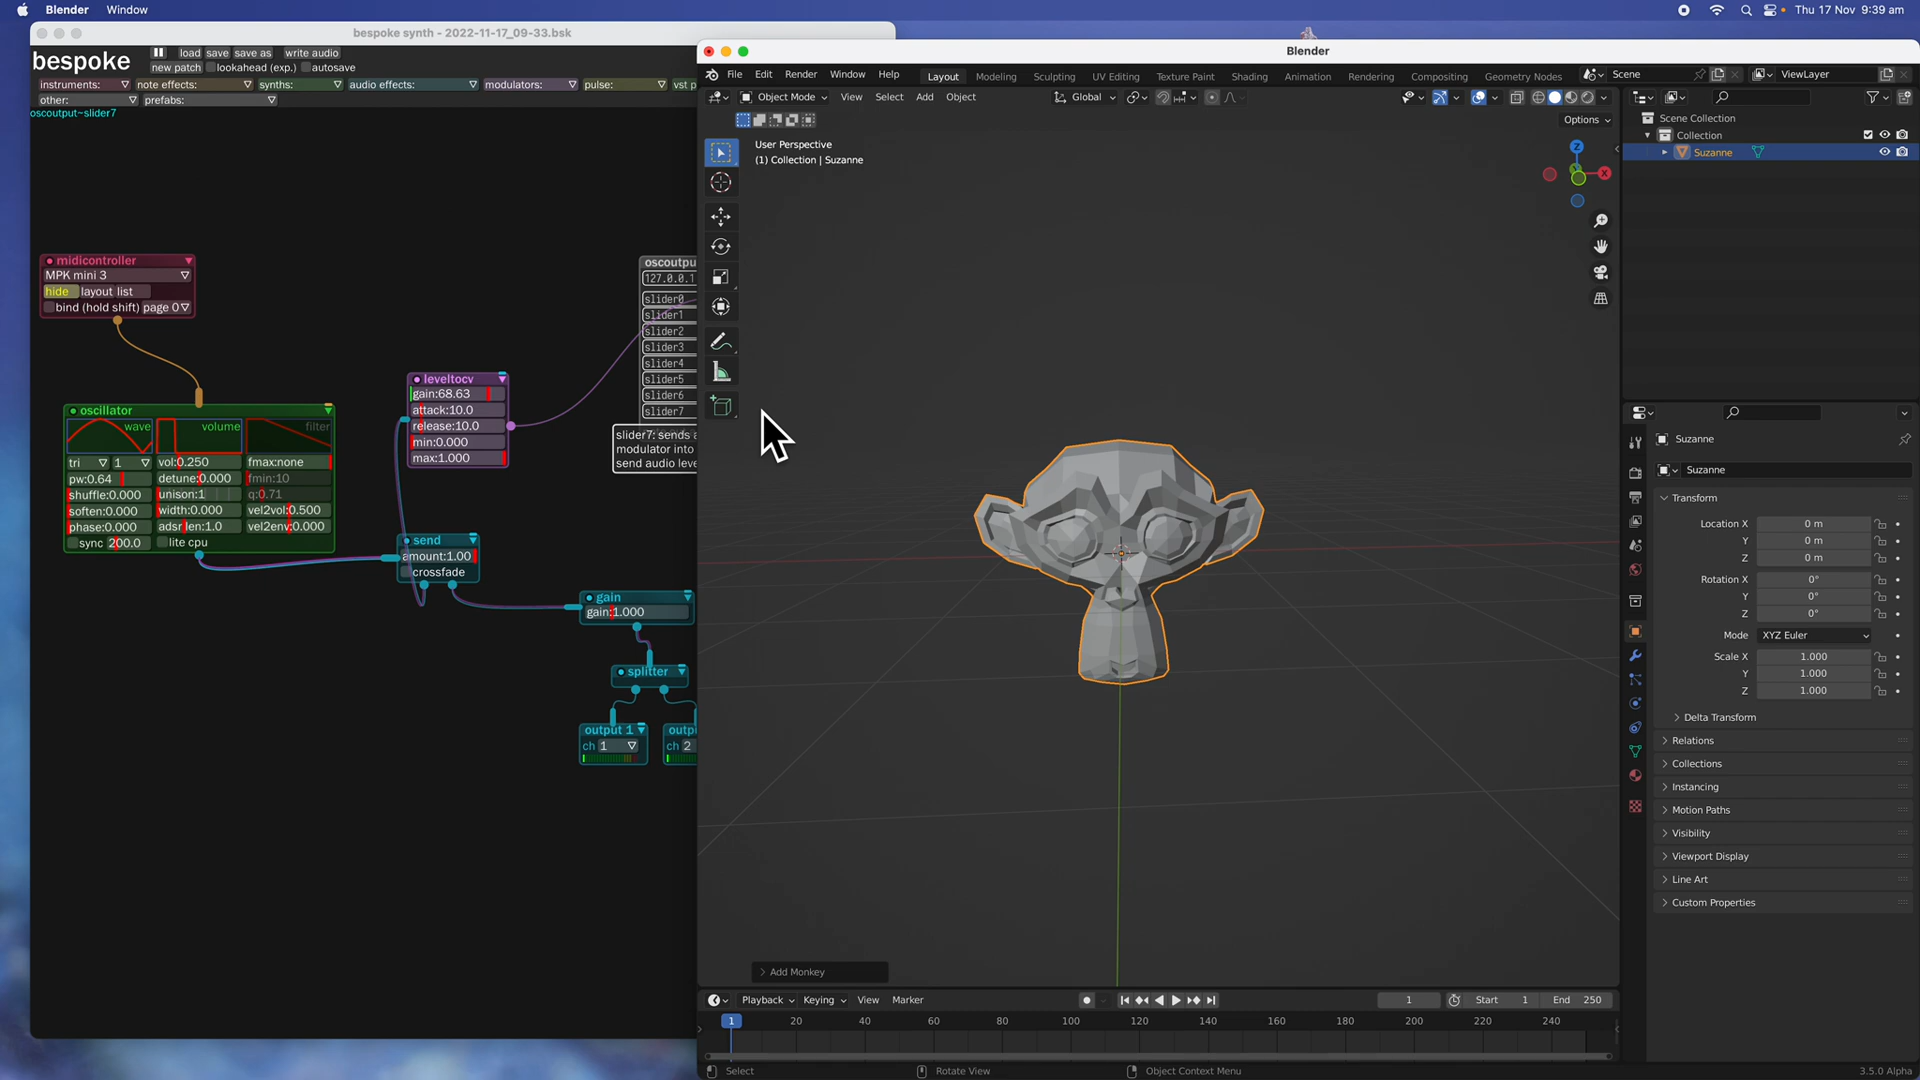 Blender Window Thu 17 Nov 9:39 am
bespoke synth - 2022-11-17_09-33.bsk
bespoke
load save save as write audio
new patch lookahead (exp.) autosave
instruments: note effects: synths: audio effects: modulators: pulse: vst p
other: prefabs:
oscoutput~slider7
midicontroller
MPK mini 3
hide layout list
bind (hold shift) page 0
oscillator
wave volume filter
tri 1 vol:0.250 fmax:none
pw:0.64 detune:0.000 fmin:10
shuffle:0.000 unison:1 q:0.71
soften:0.000 width:0.000 vel2vol:0.500
phase:0.000 adsr len:1.0 vel2env:0.000
sync 200.0 lite cpu
leveltocv
gain:68.63
attack:10.0
release:10.0
min:0.000
max:1.000
send
amount:1.00
crossfade
oscoutpu
127.0.0.1
slider0
slider1
slider2
slider3
slider4
slider5
slider6
slider7
slider7: sends a
modulator into
send audio leve
gain
gain:1.000
splitter
output 1
ch 1
outp
ch 2
Blender
File Edit Render Window Help Layout Modeling Sculpting UV Editing Texture Paint Shading Animation Rendering Compositing Geometry Nodes Scene ViewLayer
Object Mode View Select Add Object Global
Options
User Perspective
(1) Collection | Suzanne
Z
X
Add Monkey
Scene Collection
Collection
Suzanne
Suzanne
Suzanne
Transform
Location X 0 m
Y 0 m
Z 0 m
Rotation X 0°
Y 0°
Z 0°
Mode XYZ Euler
Scale X 1.000
Y 1.000
Z 1.000
Delta Transform
Relations
Collections
Instancing
Motion Paths
Visibility
Viewport Display
Line Art
Custom Properties
Playback Keying View Marker 1 Start 1 End 250
1 20 40 60 80 100 120 140 160 180 200 220 240
Select Rotate View Object Context Menu 3.5.0 Alpha